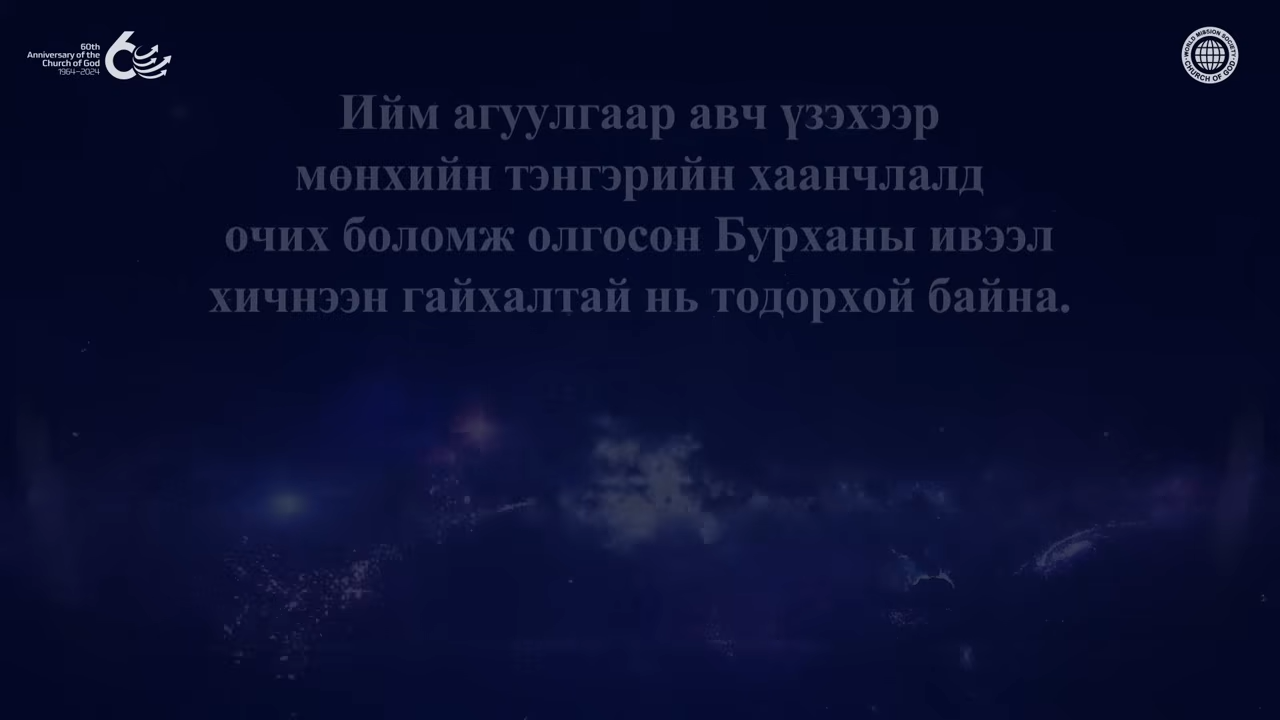 60th
Anniversary of the
Church of God
1964–2024
60
WORLD MISSION SOCIETY
CHURCH OF GOD
Ийм агуулгаар авч үзэхээр
мөнхийн тэнгэрийн хаанчлалд
очих боломж олгосон Бурханы ивээл
хичнээн гайхалтай нь тодорхой байна.